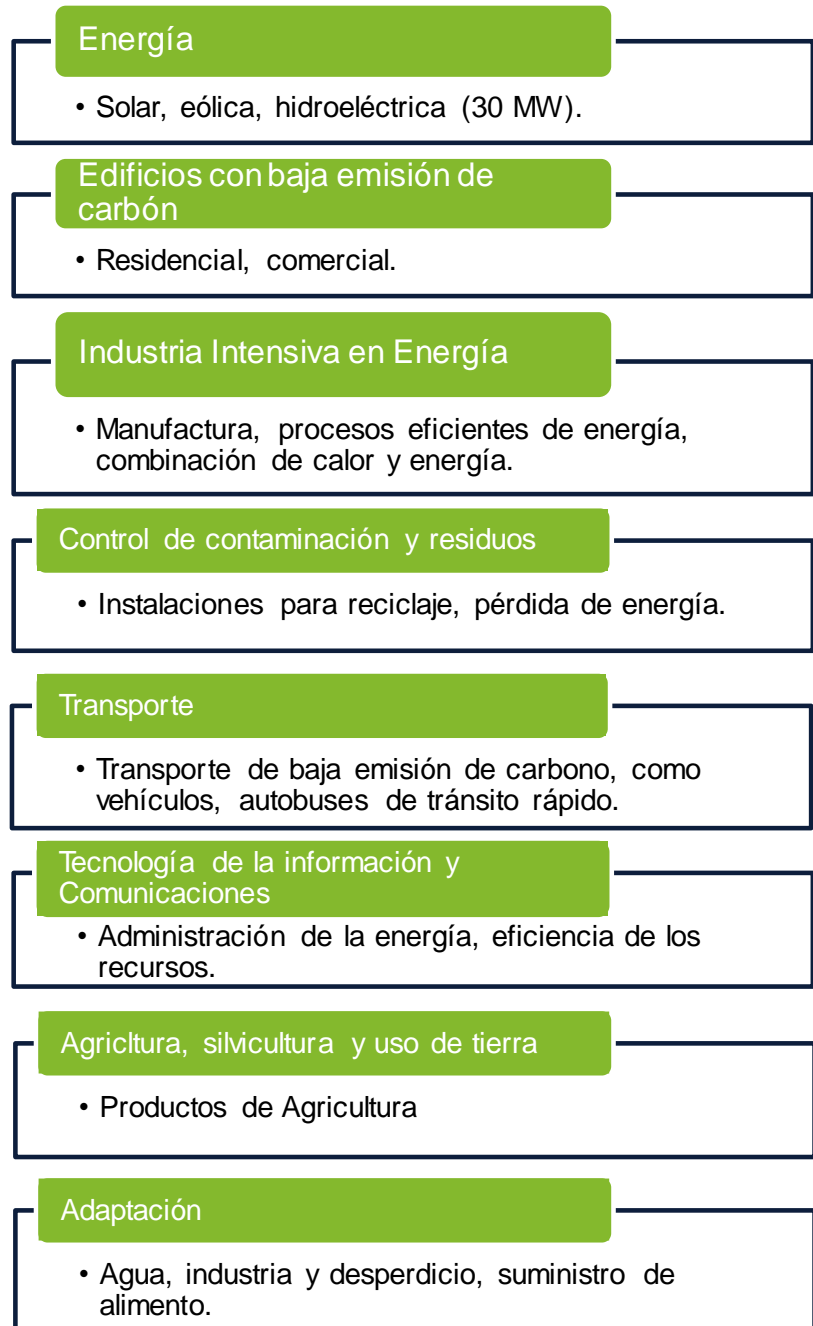 Energía
• Solar, eólica, hidroeléctrica (30 MW).
Edificios con baja emisión de
carbón
• Residencial, comercial.
Industria Intensiva en Energía
• Manufactura, procesos eficientes de energía,
combinación de calor y energía.
Control de contaminación y residuos
• Instalaciones para reciclaje, pérdida de energía.
Transporte
• Transporte de baja emisión de carbono, como
vehículos, autobuses de tránsito rápido.
Tecnología de la información y
Comunicaciones
• Administración de la energía, eficiencia de los
recursos.
Agricltura, silvicultura y uso de tierra
• Productos de Agricultura
Adaptación
• Agua, industria y desperdicio, suministro de
alimento.